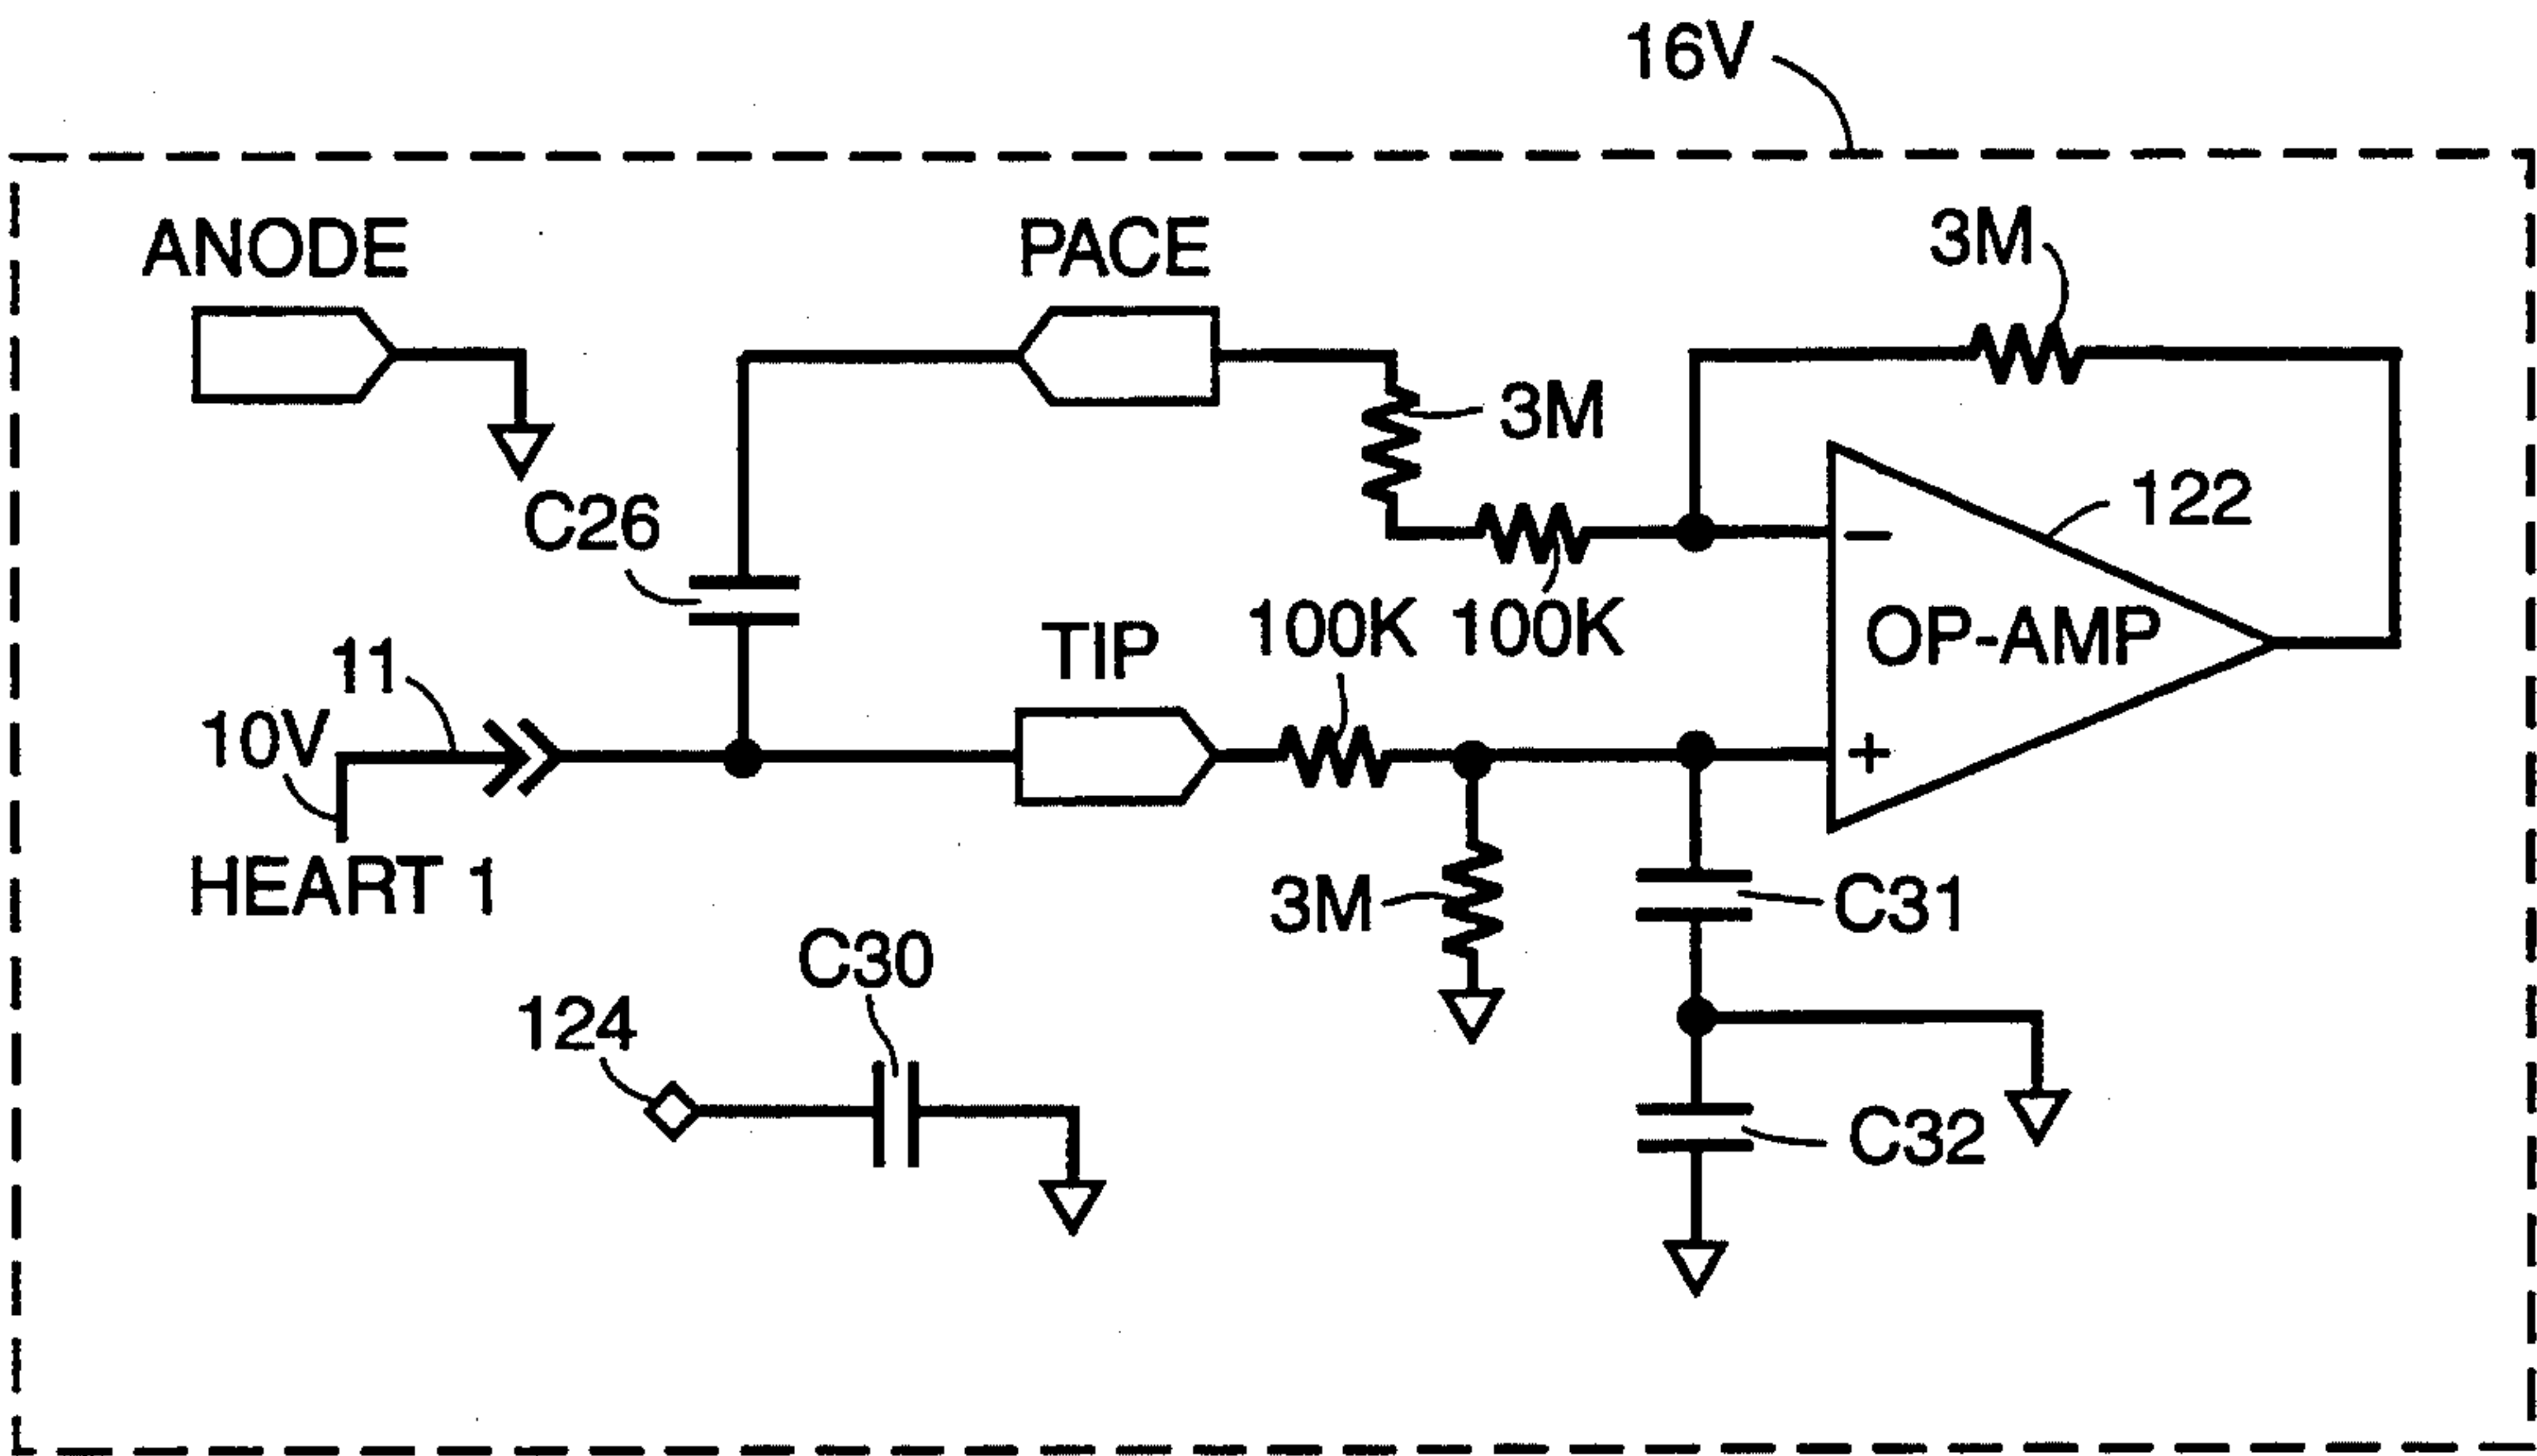 16V
ANODE
PACE
3M
3M
C26
122
100K
100K
OP-AMP
TIP
11
10V
HEART 1
3M
C31
C30
124
C32
−
+